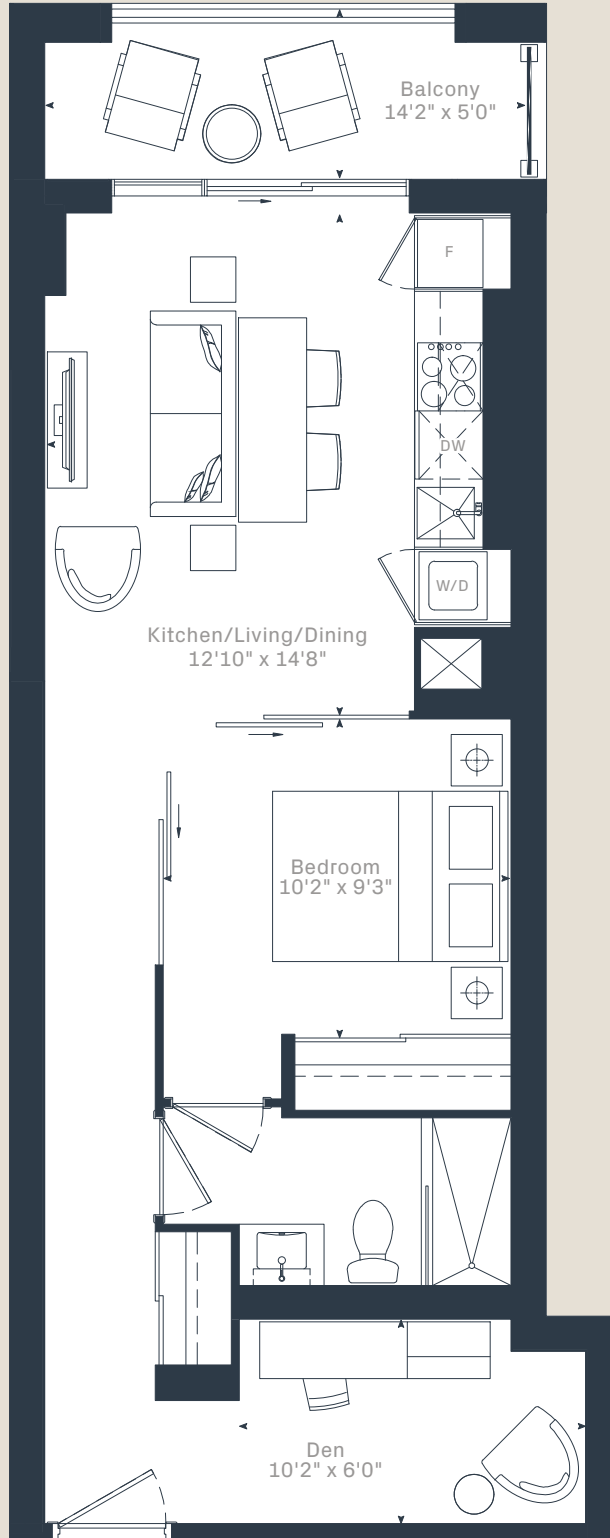 Balcony
14'2" x 5'0"
F
DW
W/D
Kitchen/Living/Dining
12'10" x 14'8"
Bedroom
10'2" x 9'3"
Den
10'2" x 6'0"